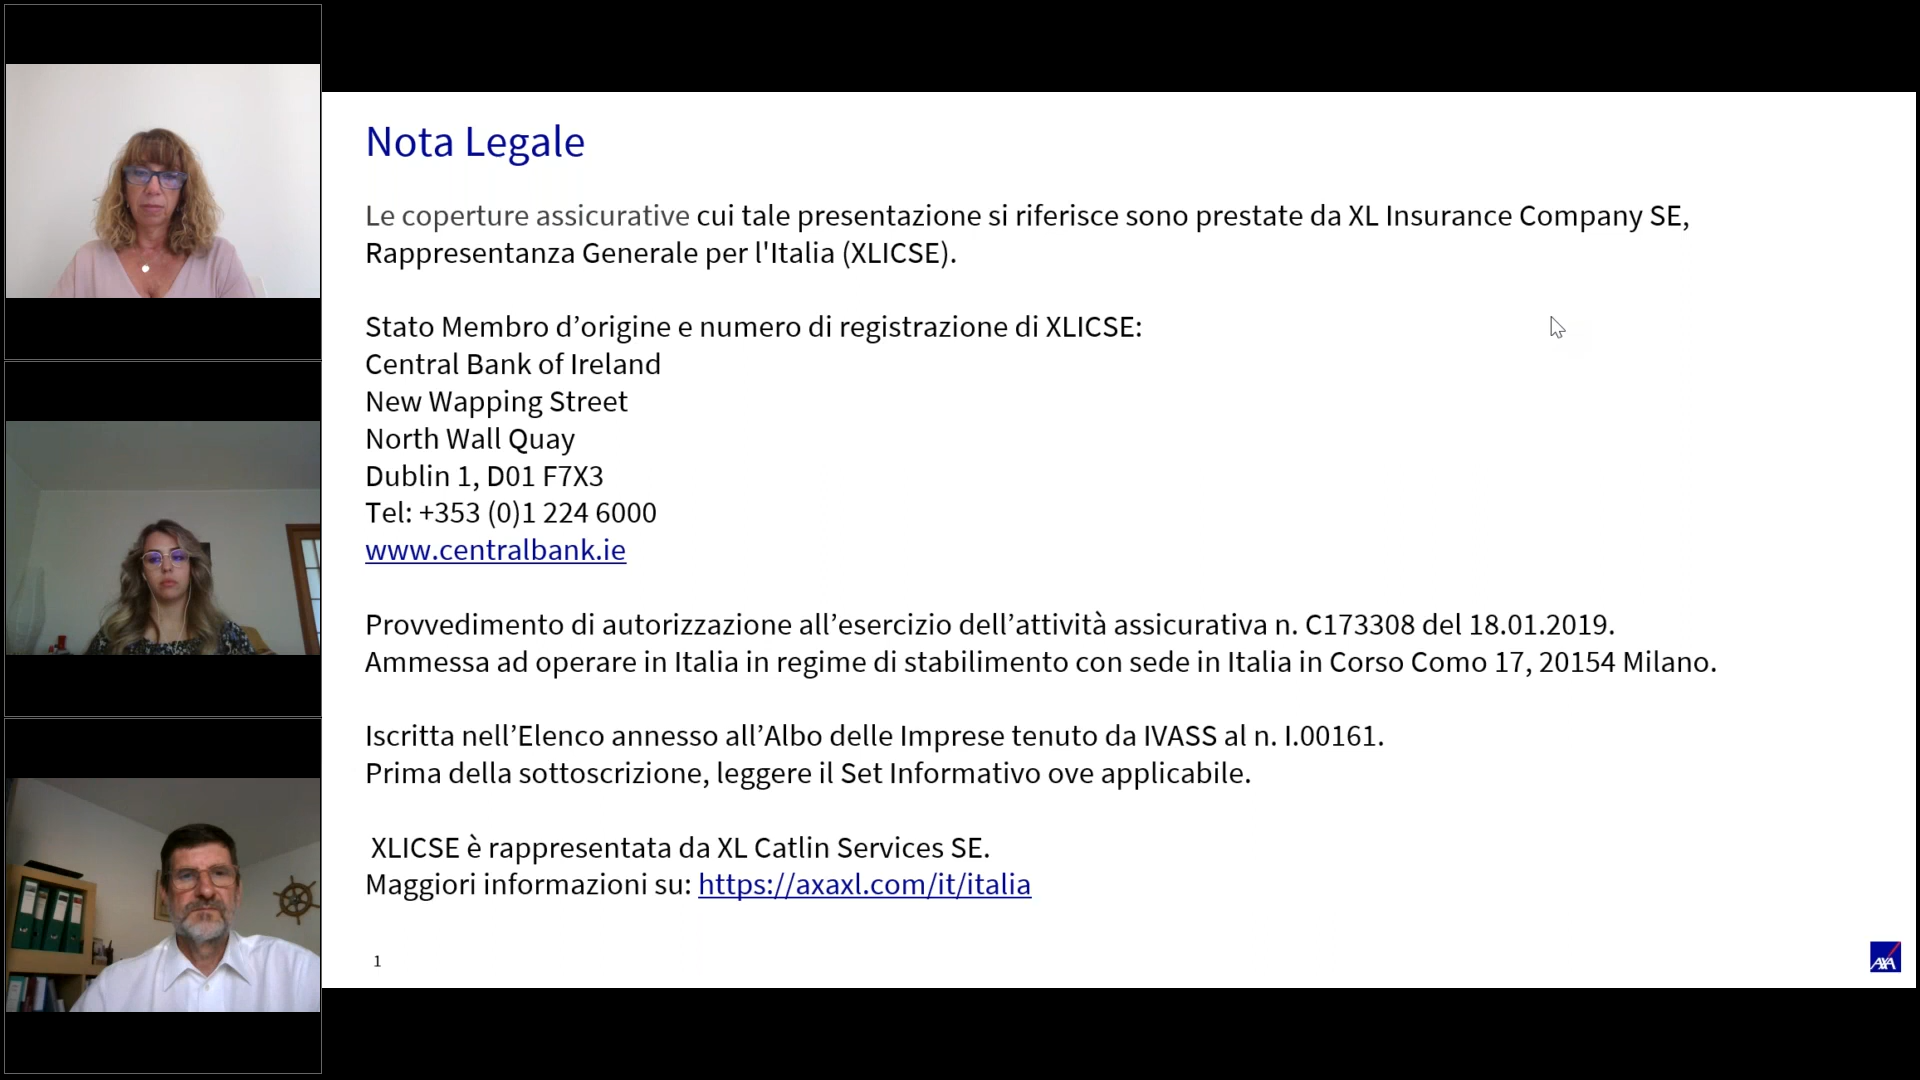 Nota Legale
Le coperture assicurative cui tale presentazione si riferisce sono prestate da XL Insurance Company SE,
Rappresentanza Generale per l'Italia (XLICSE).
Stato Membro d’origine e numero di registrazione di XLICSE:
Central Bank of Ireland
New Wapping Street
North Wall Quay
Dublin 1, D01 F7X3
Tel: +353 (0)1 224 6000
www.centralbank.ie
Provvedimento di autorizzazione all’esercizio dell’attività assicurativa n. C173308 del 18.01.2019.
Ammessa ad operare in Italia in regime di stabilimento con sede in Italia in Corso Como 17, 20154 Milano.
Iscritta nell’Elenco annesso all’Albo delle Imprese tenuto da IVASS al n. I.00161.
Prima della sottoscrizione, leggere il Set Informativo ove applicabile.
XLICSE è rappresentata da XL Catlin Services SE.
Maggiori informazioni su: https://axaxl.com/it/italia
1
AXA